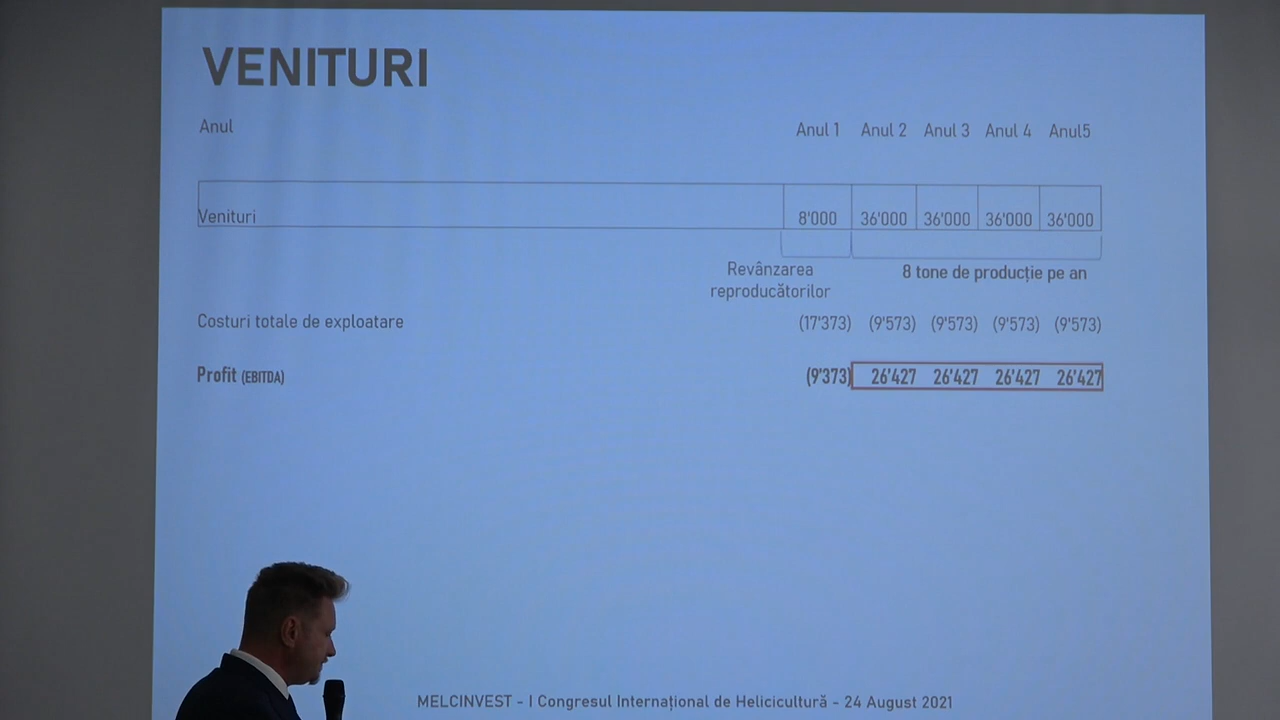 VENITURI
Anul Anul 1 Anul 2 Anul 3 Anul 4 Anul5
Venituri 8'000 36'000 36'000 36'000 36'000
Revânzarea
reproducătorilor
8 tone de producție pe an
Costuri totale de exploatare (17'373) (9'573) (9'573) (9'573) (9'573)
Profit (EBITDA) (9'373) 26'427 26'427 26'427 26'427
MELCINVEST - I Congresul Internațional de Helicicultură - 24 August 2021